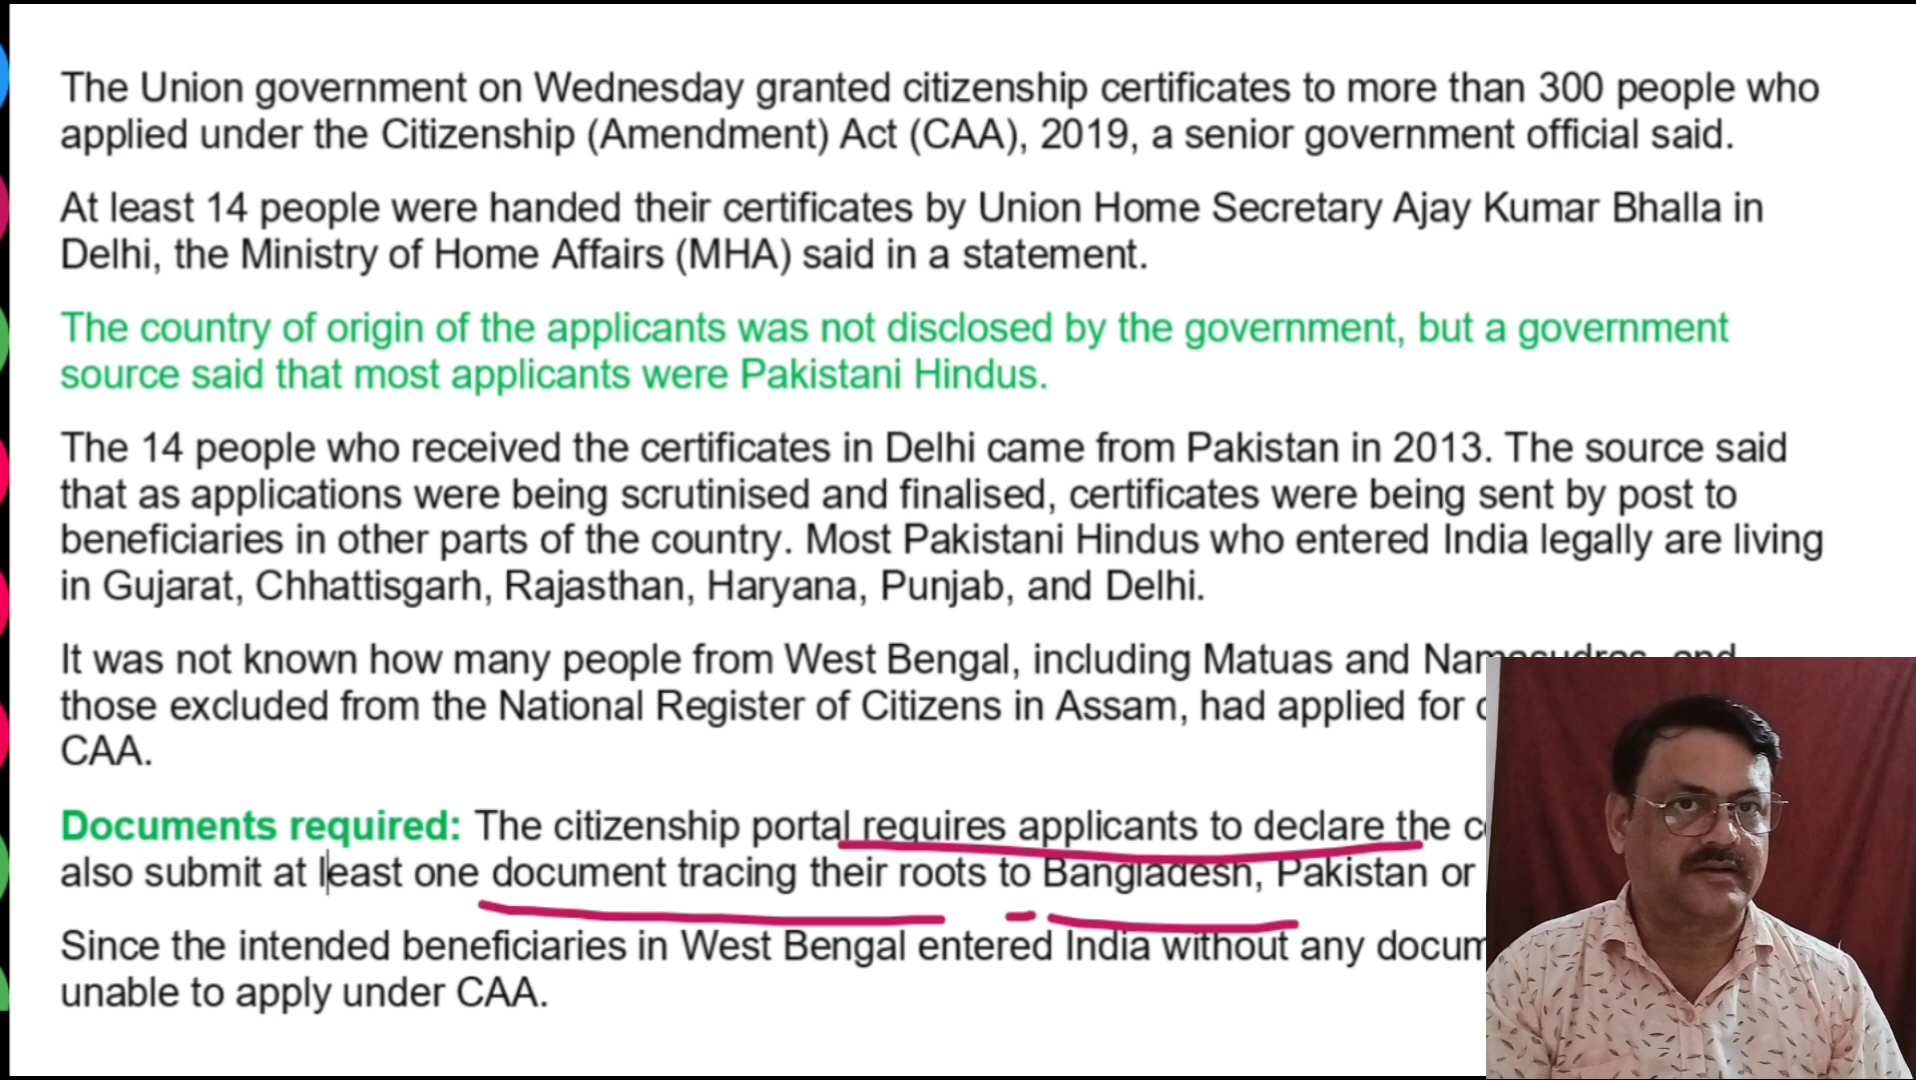 The Union government on Wednesday granted citizenship certificates to more than 300 people who
applied under the Citizenship (Amendment) Act (CAA), 2019, a senior government official said.
At least 14 people were handed their certificates by Union Home Secretary Ajay Kumar Bhalla in
Delhi, the Ministry of Home Affairs (MHA) said in a statement.
The country of origin of the applicants was not disclosed by the government, but a government
source said that most applicants were Pakistani Hindus.
The 14 people who received the certificates in Delhi came from Pakistan in 2013. The source said
that as applications were being scrutinised and finalised, certificates were being sent by post to
beneficiaries in other parts of the country. Most Pakistani Hindus who entered India legally are living
in Gujarat, Chhattisgarh, Rajasthan, Haryana, Punjab, and Delhi.
It was not known how many people from West Bengal, including Matuas and Namasudras, and
those excluded from the National Register of Citizens in Assam, had applied for
CAA.
Documents required: The citizenship portal requires applicants to declare the
also submit at least one document tracing their roots to Bangladesh, Pakistan or
Since the intended beneficiaries in West Bengal entered India without any
unable to apply under CAA.